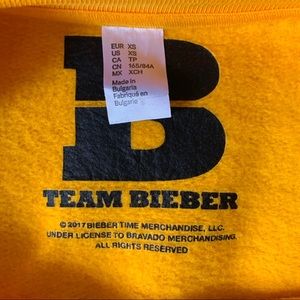 EUR XS
US XS
CA TP
CN 165/84A
MX XCH
Made in
Bulgaria
Fabriqué en
Bulgarie
B
TEAM BIEBER
© 2017 BIEBER TIME MERCHANDISE, LLC.
UNDER LICENSE TO BRAVADO MERCHANDISING.
ALL RIGHTS RESERVED